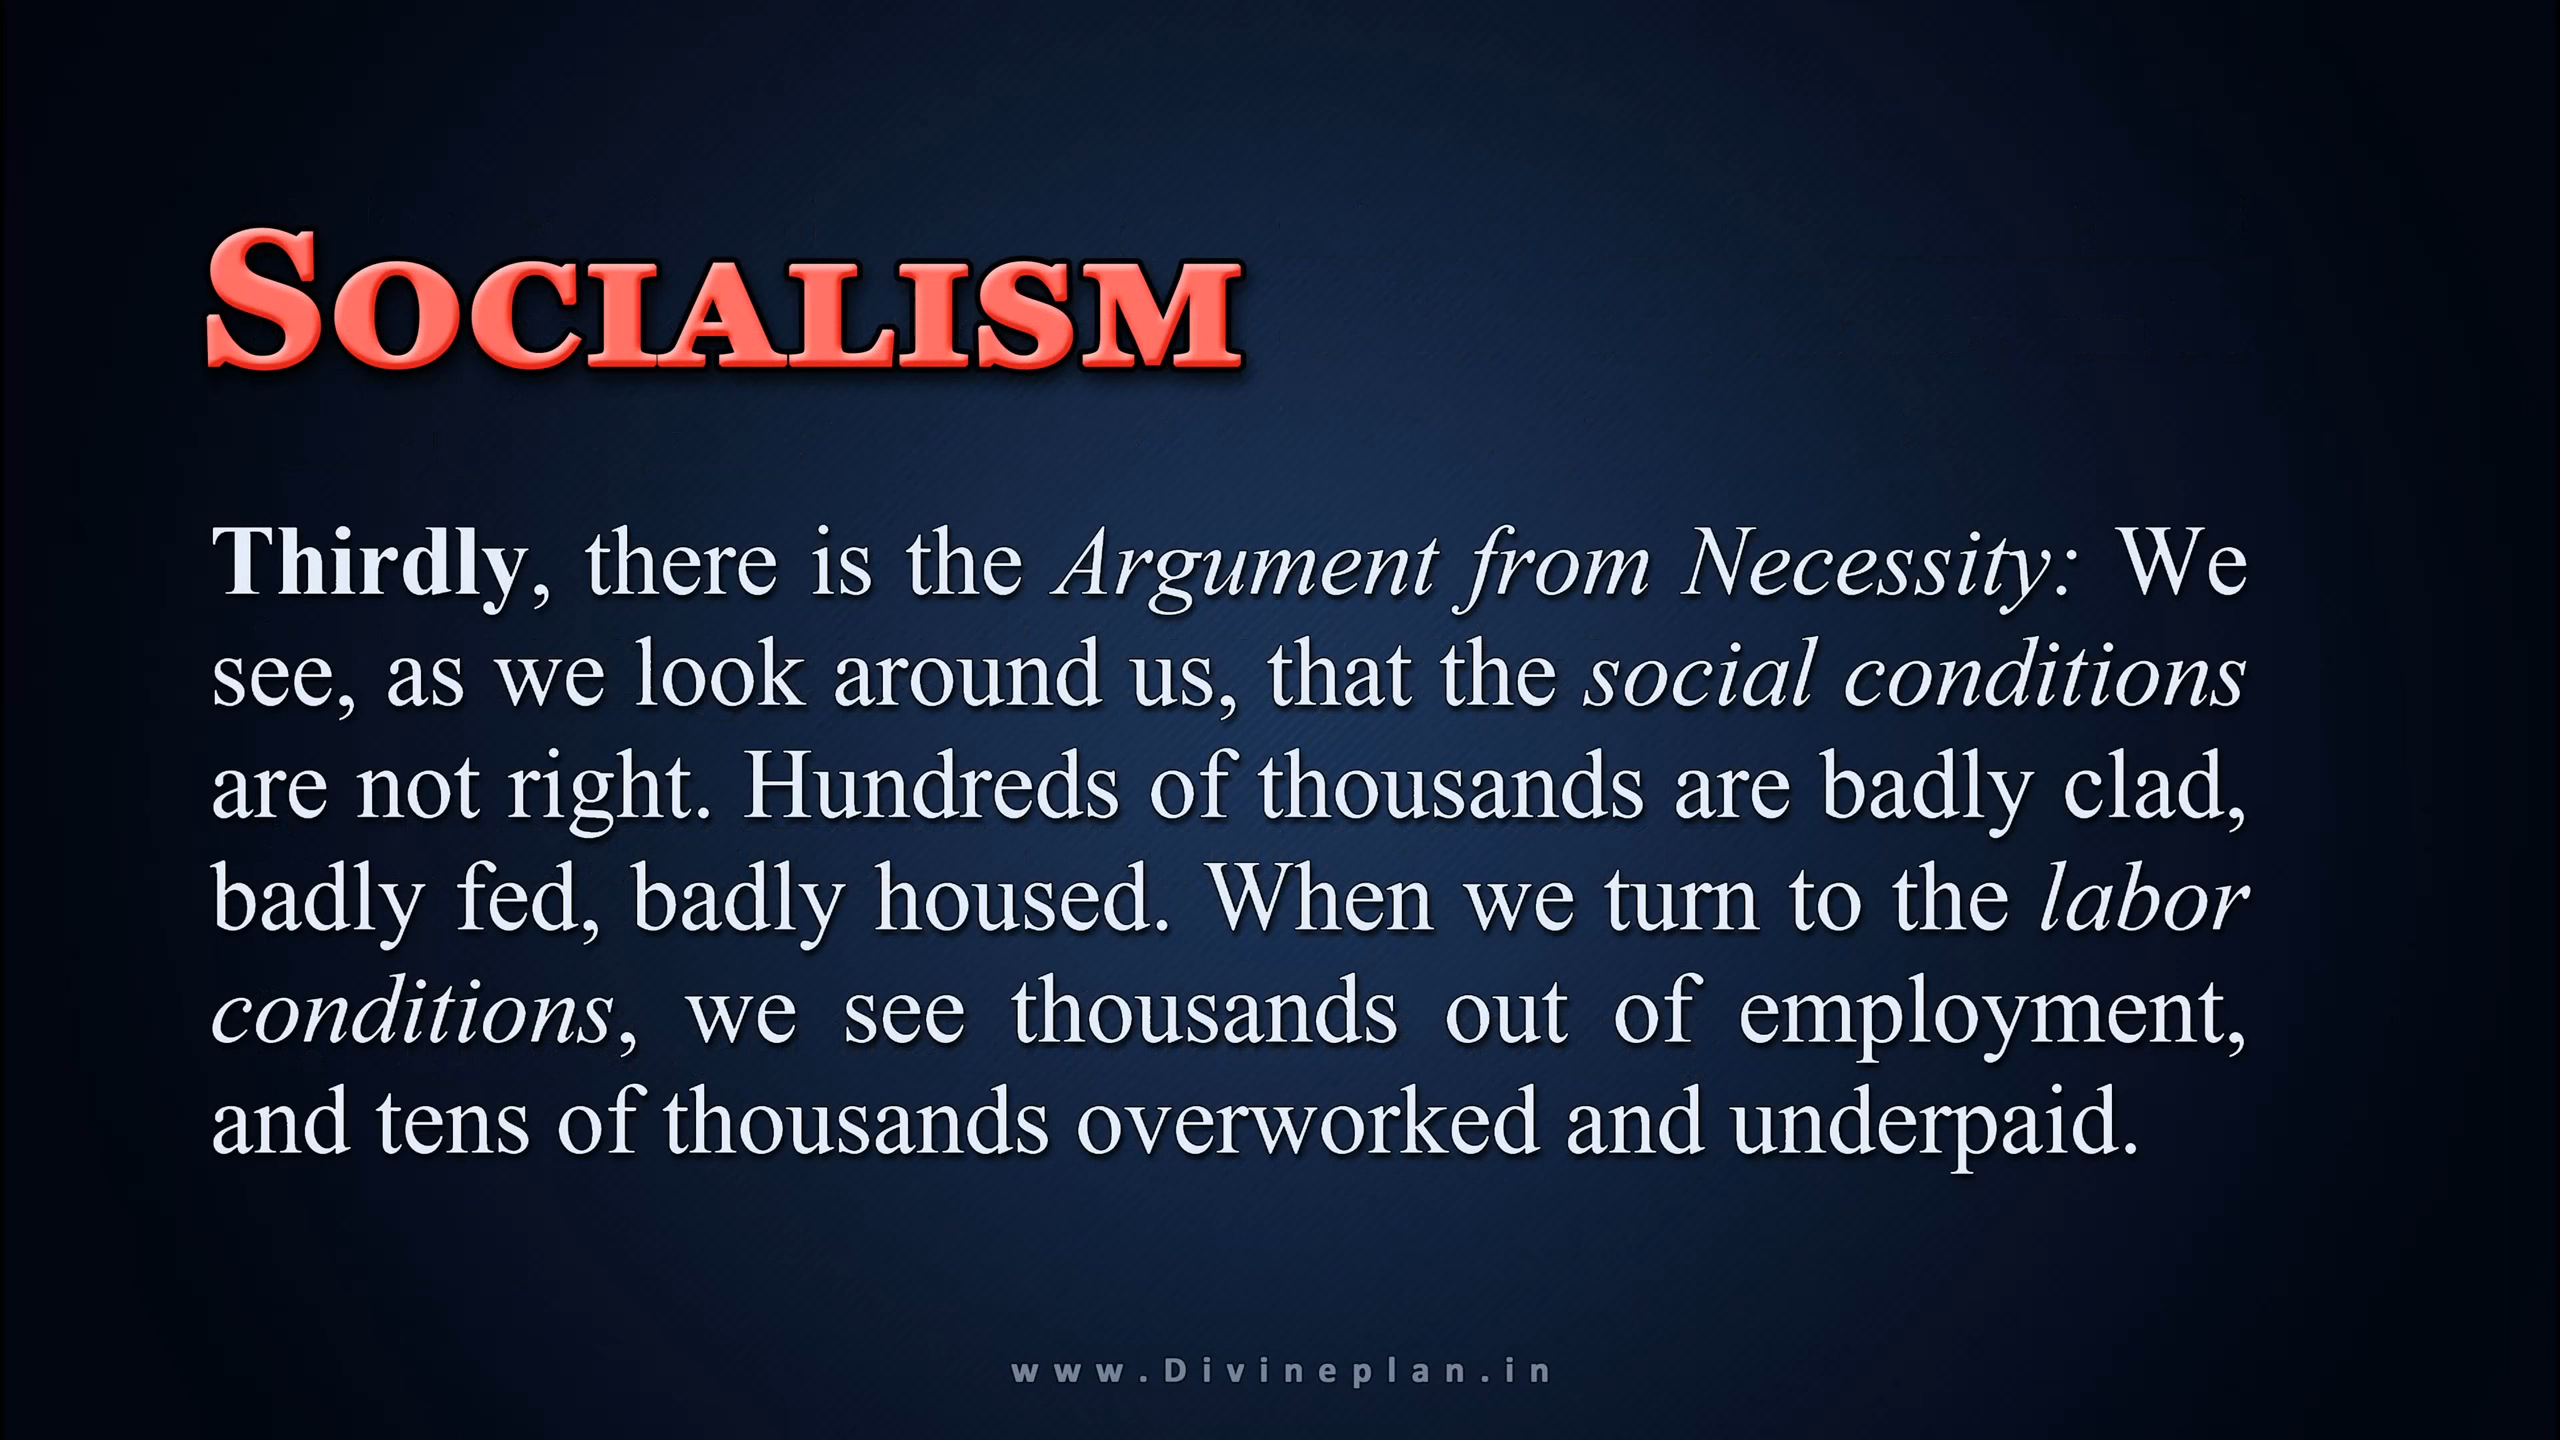 SOCIALISM
Thirdly, there is the Argument from Necessity: We
see, as we look around us, that the social conditions
are not right. Hundreds of thousands are badly clad,
badly fed, badly housed. When we turn to the labor
conditions, we see thousands out of employment,
and tens of thousands overworked and underpaid.
www.Divineplan.in